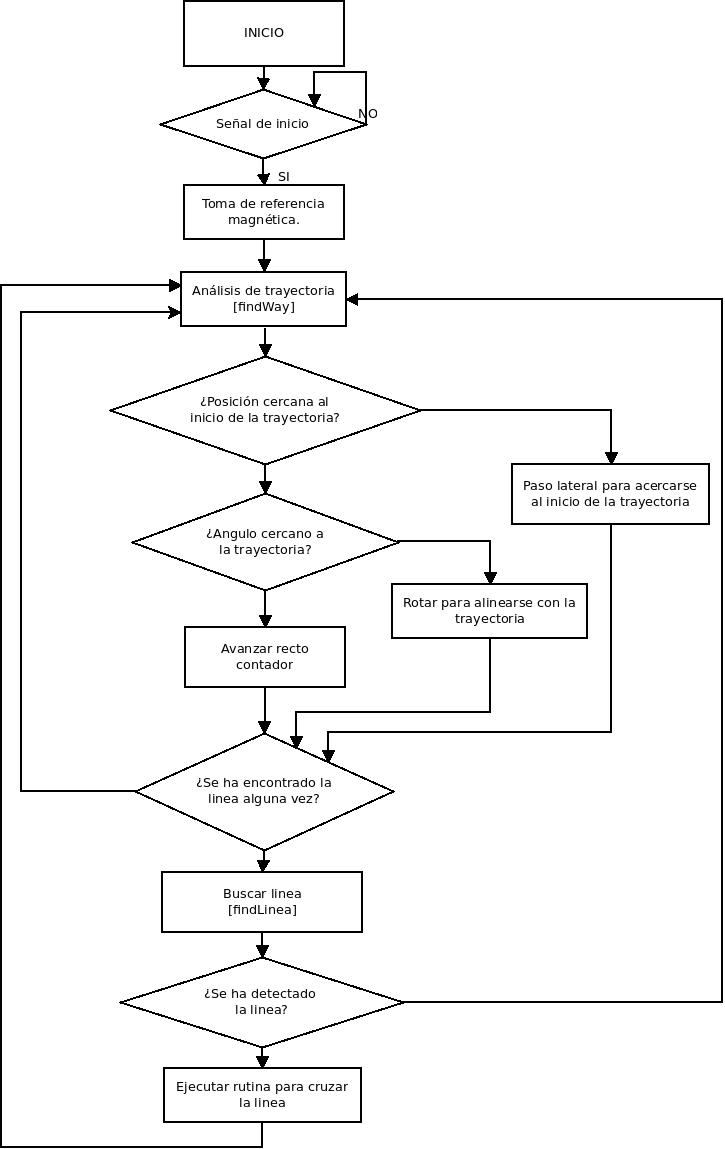 INICIO
Señal de inicio
NO
SI
Toma de referencia
magnética.
Análisis de trayectoria
[findWay]
¿Posición cercana al
inicio de la trayectoria?
Paso lateral para acercarse
al inicio de la trayectoria
¿Angulo cercano a
la trayectoria?
Rotar para alinearse con la
trayectoria
Avanzar recto
contador
¿Se ha encontrado la
linea alguna vez?
Buscar linea
[findLinea]
¿Se ha detectado
la linea?
Ejecutar rutina para cruzar
la linea